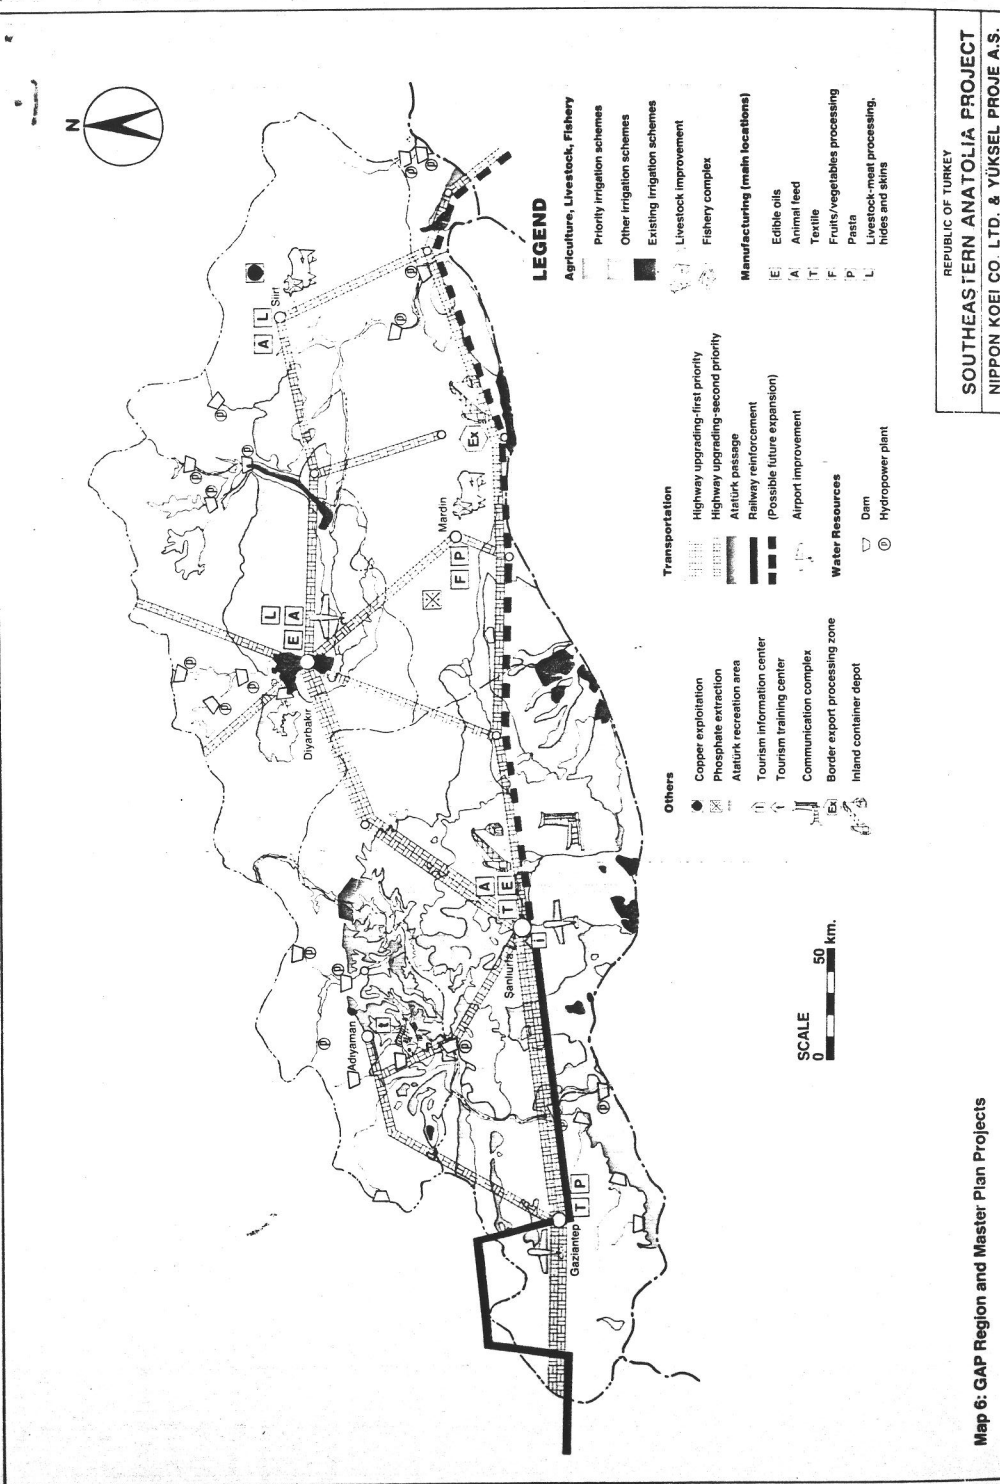 N
Siirt
A L
P
L
E A
Diyarbakır
Mardin
F P
Ex
Adıyaman
t
A
T E
i
Şanlıurfa
Gaziantep
T P
LEGEND
Agriculture, Livestock, Fishery
Priority irrigation schemes
Other irrigation schemes
Existing irrigation schemes
Livestock improvement
Fishery complex
Manufacturing (main locations)
E Edible oils
A Animal feed
T Textile
F Fruits/vegetables processing
P Pasta
L Livestock-meat processing,
hides and skins
Transportation
Highway upgrading-first priority
Highway upgrading-second priority
Atatürk passage
Railway reinforcement
(Possible future expansion)
Airport improvement
Water Resources
Dam
P Hydropower plant
Others
Copper exploitation
Phosphate extraction
Atatürk recreation area
i Tourism information center
t Tourism training center
Communication complex
Ex Border export processing zone
Inland container depot
SCALE
0 50 km.
REPUBLIC OF TURKEY
SOUTHEASTERN ANATOLIA PROJECT
NIPPON KOEI CO. LTD. & YÜKSEL PROJE A.Ş.
Map 6: GAP Region and Master Plan Projects